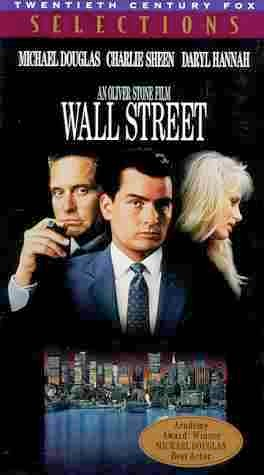 TWENTIETH CENTURY FOX
SELECTIONS
MICHAEL DOUGLAS CHARLIE SHEEN DARYL HANNAH
AN OLIVER STONE FILM
WALL STREET
Academy
Award® Winner
MICHAEL DOUGLAS
Best Actor